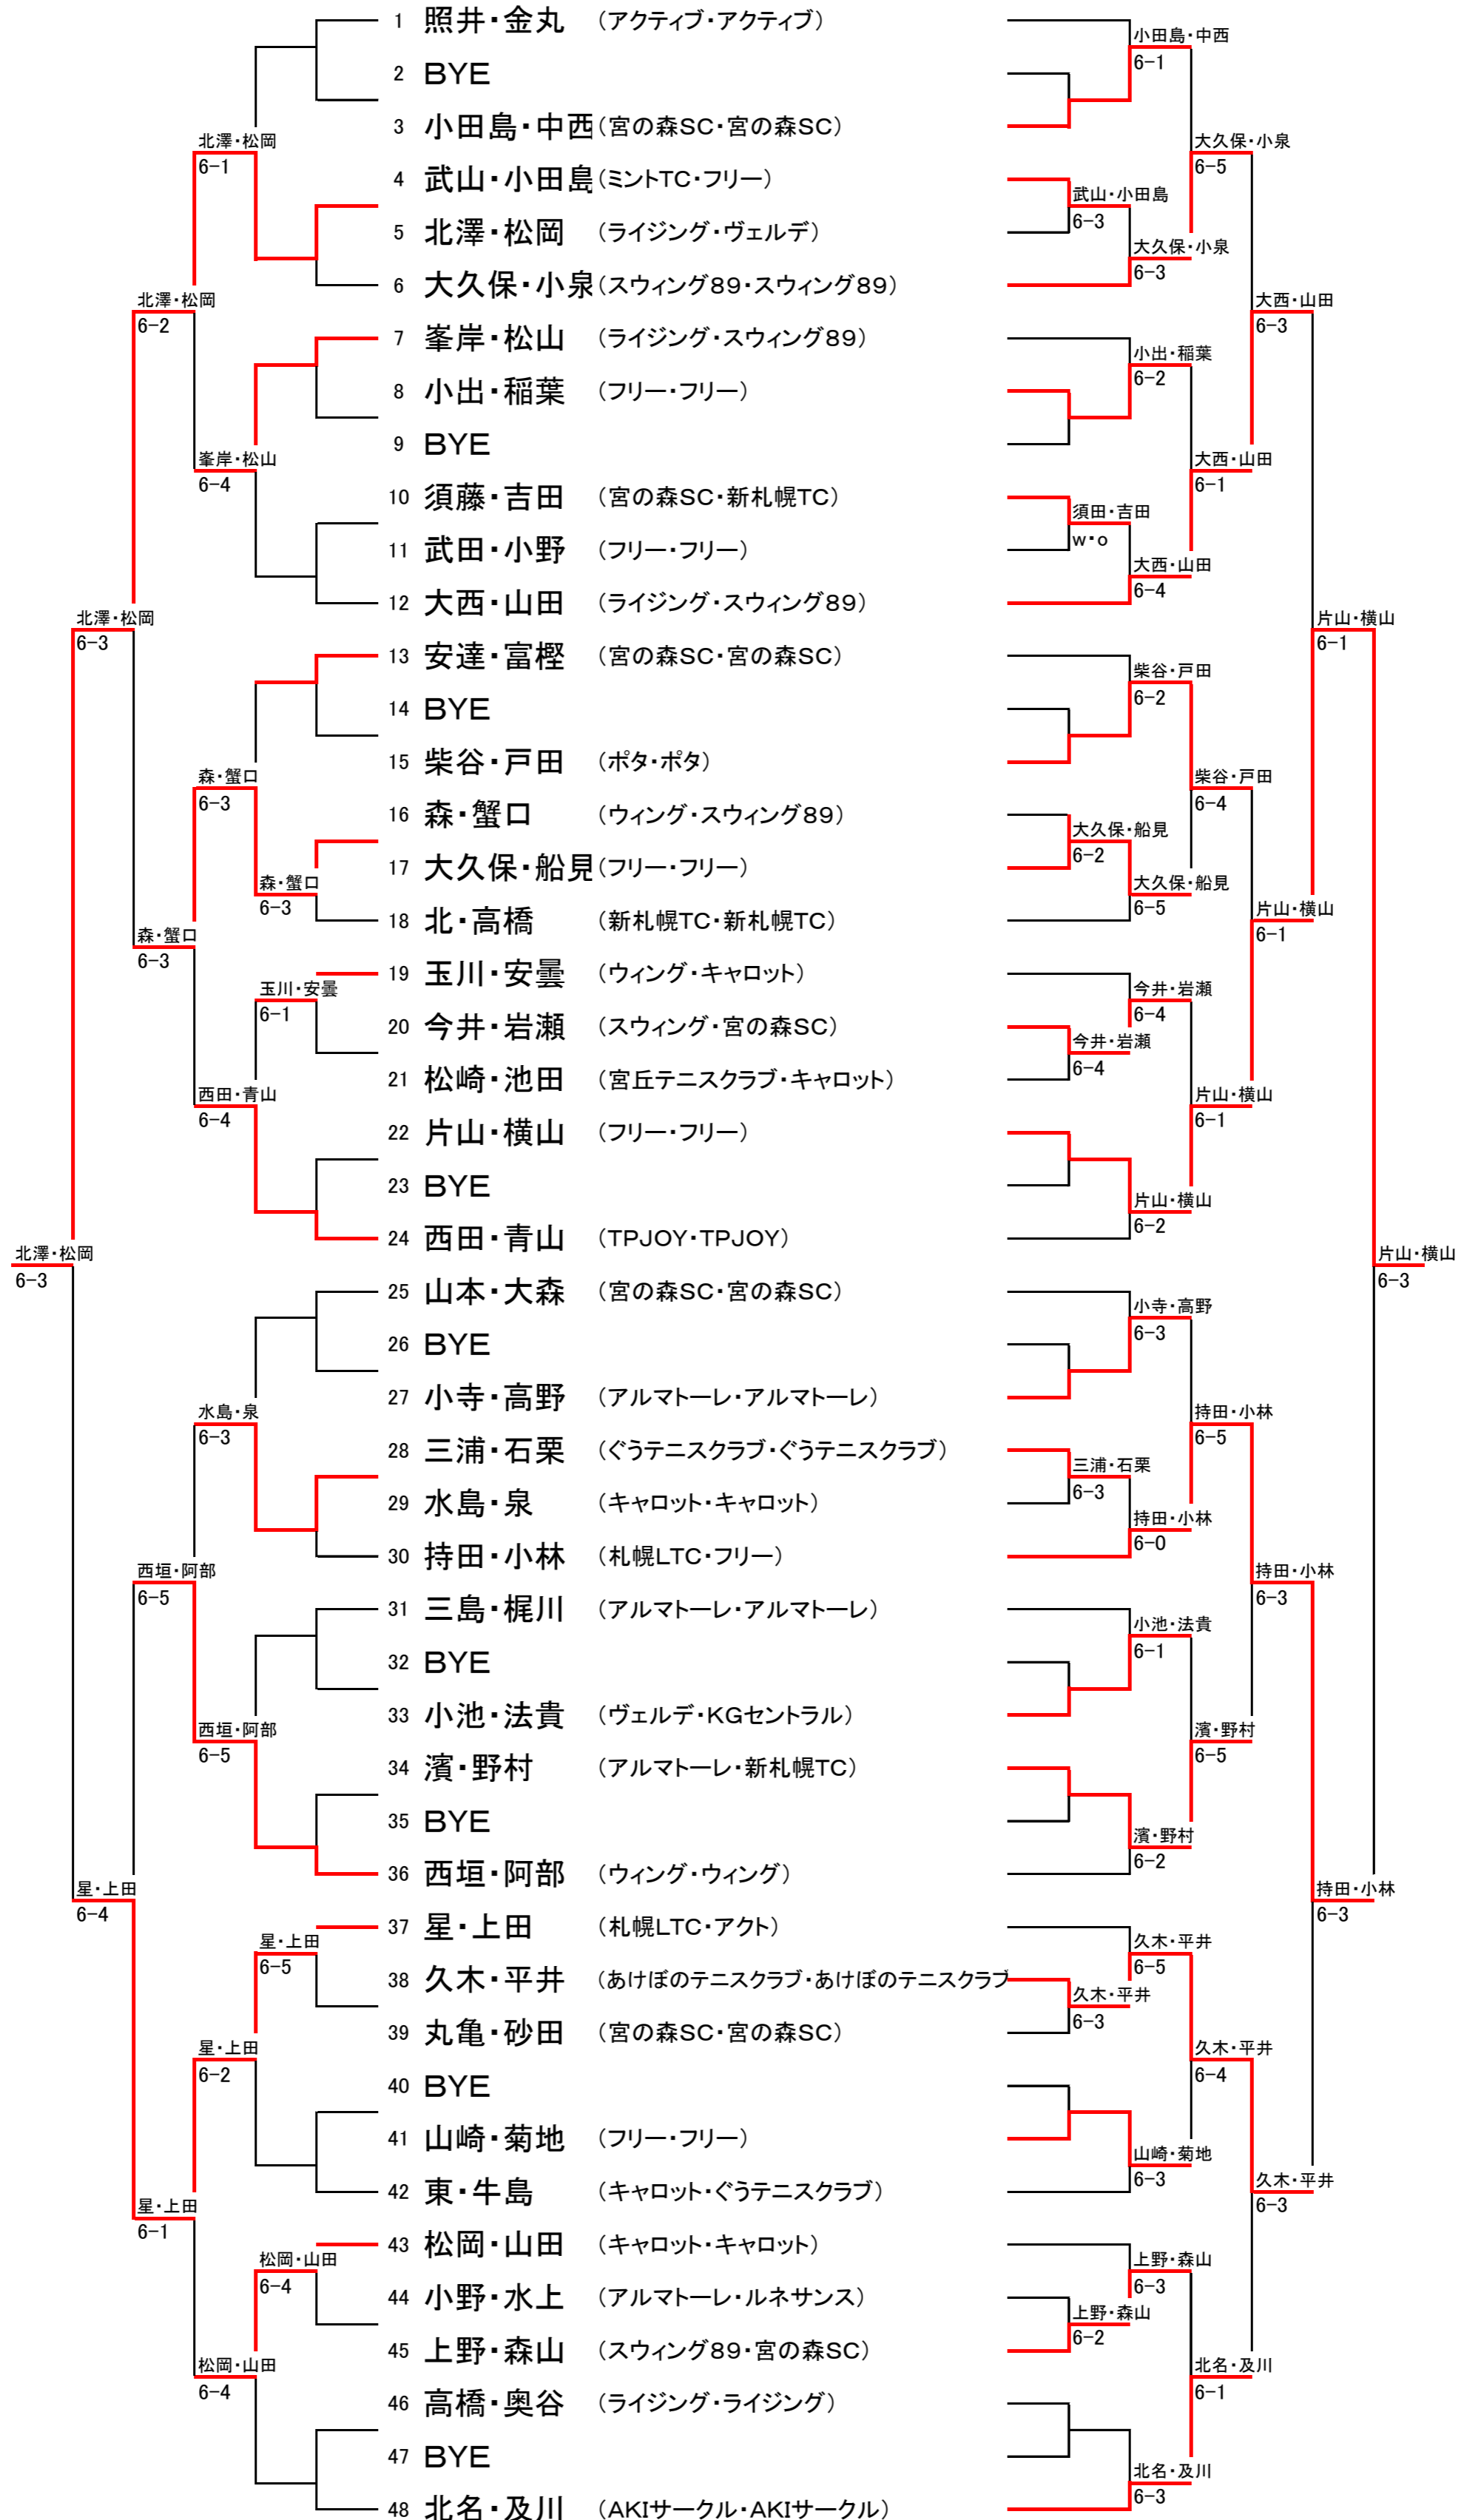 1 照井・金丸 （アクティブ・アクティブ）
小田島・中西
6-1
2 BYE
3 小田島・中西 （宮の森SC・宮の森SC）
北澤・松岡
6-1
大久保・小泉
6-5
4 武山・小田島 （ミントTC・フリー）
武山・小田島
6-3
5 北澤・松岡 （ライジング・ヴェルデ）
大久保・小泉
6-3
6 大久保・小泉 （スウィング89・スウィング89）
北澤・松岡
6-2
大西・山田
6-3
7 峯岸・松山 （ライジング・スウィング89）
小出・稲葉
6-2
8 小出・稲葉 （フリー・フリー）
9 BYE
峯岸・松山
6-4
大西・山田
6-1
10 須藤・吉田 （宮の森SC・新札幌TC）
須田・吉田
w・o
11 武田・小野 （フリー・フリー）
大西・山田
6-4
12 大西・山田 （ライジング・スウィング89）
北澤・松岡
6-3
片山・横山
6-1
13 安達・富樫 （宮の森SC・宮の森SC）
柴谷・戸田
6-2
14 BYE
15 柴谷・戸田 （ポタ・ポタ）
森・蟹口
6-3
柴谷・戸田
6-4
16 森・蟹口 （ウィング・スウィング89）
大久保・船見
6-2
17 大久保・船見 （フリー・フリー）
森・蟹口
6-3
大久保・船見
6-5
18 北・高橋 （新札幌TC・新札幌TC）
森・蟹口
6-3
片山・横山
6-1
19 玉川・安曇 （ウィング・キャロット）
玉川・安曇
6-1
今井・岩瀬
6-4
20 今井・岩瀬 （スウィング・宮の森SC）
今井・岩瀬
6-4
21 松崎・池田 （宮丘テニスクラブ・キャロット）
西田・青山
6-4
片山・横山
6-1
22 片山・横山 （フリー・フリー）
23 BYE
片山・横山
6-2
24 西田・青山 （TPJOY・TPJOY）
北澤・松岡
6-3
片山・横山
6-3
25 山本・大森 （宮の森SC・宮の森SC）
小寺・高野
6-3
26 BYE
27 小寺・高野 （アルマトーレ・アルマトーレ）
水島・泉
6-3
持田・小林
6-5
28 三浦・石栗 （ぐうテニスクラブ・ぐうテニスクラブ）
三浦・石栗
6-3
29 水島・泉 （キャロット・キャロット）
持田・小林
6-0
30 持田・小林 （札幌LTC・フリー）
西垣・阿部
6-5
持田・小林
6-3
31 三島・梶川 （アルマトーレ・アルマトーレ）
小池・法貴
6-1
32 BYE
33 小池・法貴 （ヴェルデ・KGセントラル）
西垣・阿部
6-5
濱・野村
6-5
34 濱・野村 （アルマトーレ・新札幌TC）
35 BYE
濱・野村
6-2
36 西垣・阿部 （ウィング・ウィング）
星・上田
6-4
持田・小林
6-3
37 星・上田 （札幌LTC・アクト）
星・上田
6-5
久木・平井
6-5
38 久木・平井 （あけぼのテニスクラブ・あけぼのテニスクラブ
久木・平井
6-3
39 丸亀・砂田 （宮の森SC・宮の森SC）
星・上田
6-2
久木・平井
6-4
40 BYE
41 山崎・菊地 （フリー・フリー）
山崎・菊地
6-3
42 東・牛島 （キャロット・ぐうテニスクラブ）
星・上田
6-1
久木・平井
6-3
43 松岡・山田 （キャロット・キャロット）
松岡・山田
6-4
上野・森山
6-3
44 小野・水上 （アルマトーレ・ルネサンス）
上野・森山
6-2
45 上野・森山 （スウィング89・宮の森SC）
松岡・山田
6-4
北名・及川
6-1
46 高橋・奥谷 （ライジング・ライジング）
47 BYE
北名・及川
6-3
48 北名・及川 （AKIサークル・AKIサークル）